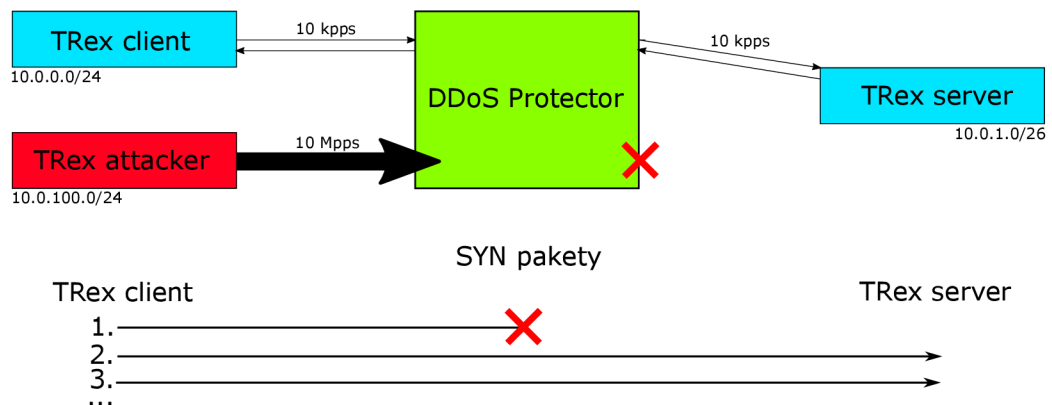 TRex client
10.0.0.0/24
10 kpps
DDoS Protector
10 kpps
TRex server
10.0.1.0/26
TRex attacker
10.0.100.0/24
10 Mpps
SYN pakety
TRex client
TRex server
1.
2.
3.
...